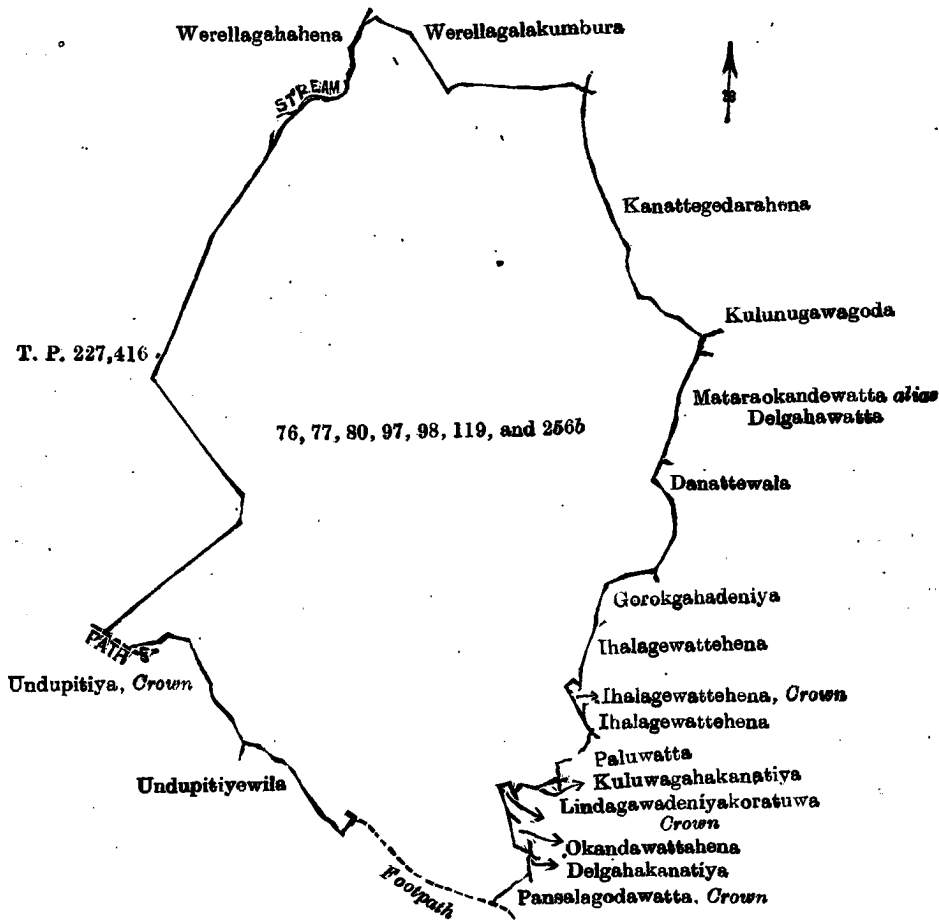 Werellagahahena
Werellagalakumbura
STREAM
Kanattegedarahena
Kulunugawagoda
T. P. 227,416
Mataraokandewatta alias
Delgahawatta
76, 77, 80, 97, 98, 119, and 256b
Danattewala
Gorokgahadeniya
Ihalagewattehena
PATH
Undupitiya, Crown
Ihalagewattehena, Crown
Ihalagewattehena
Paluwatta
Kuluwagahakanatiya
Undupitiyewila
Lindagawadeniyakoratuwa
Crown
Okandawattahena
Delgahakanatiya
Footpath
Pansalagodawatta, Crown